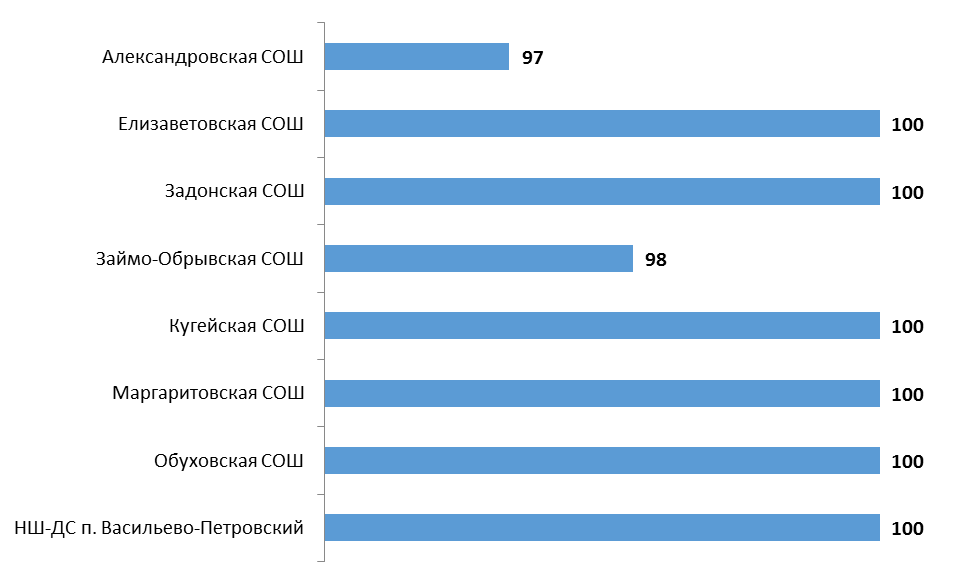 Александровская СОШ 97
Елизаветовская СОШ 100
Задонская СОШ 100
Займо-Обрывская СОШ 98
Кугейская СОШ 100
Маргаритовская СОШ 100
Обуховская СОШ 100
НШ-ДС п. Васильево-Петровский 100